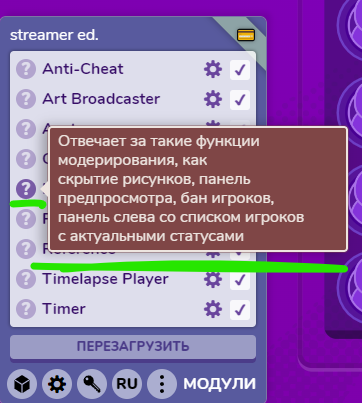 streamer ed.
Anti-Cheat
Art Broadcaster
Отвечает за такие функции
модерирования, как
скрытие рисунков, панель
предпросмотра, бан игроков,
панель слева со списком игроков
с актуальными статусами
Reference
Timelapse Player
Timer
ПЕРЕЗАГРУЗИТЬ
RU
МОДУЛИ